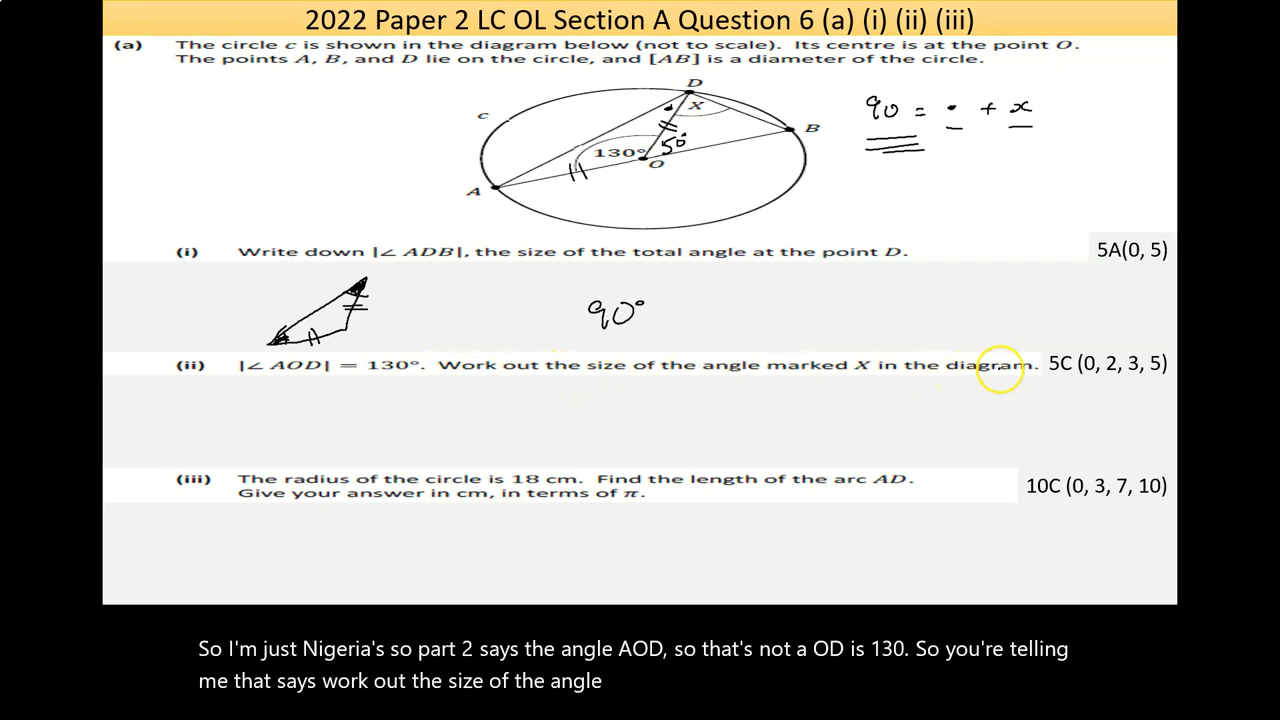 2022 Paper 2 LC OL Section A Question 6 (a) (i) (ii) (iii)
(a) The circle c is shown in the diagram below (not to scale). Its centre is at the point O.
The points A, B, and D lie on the circle, and [AB] is a diameter of the circle.
D
c
X
B
90 = • + x
130°
50°
O
A
(i) Write down |∠ ADB|, the size of the total angle at the point D.
5A(0, 5)
90°
(ii) |∠ AOD| = 130°. Work out the size of the angle marked X in the diagram.
5C (0, 2, 3, 5)
(iii) The radius of the circle is 18 cm. Find the length of the arc AD.
Give your answer in cm, in terms of π.
10C (0, 3, 7, 10)
So I'm just Nigeria's so part 2 says the angle AOD, so that's not a OD is 130. So you're telling
me that says work out the size of the angle